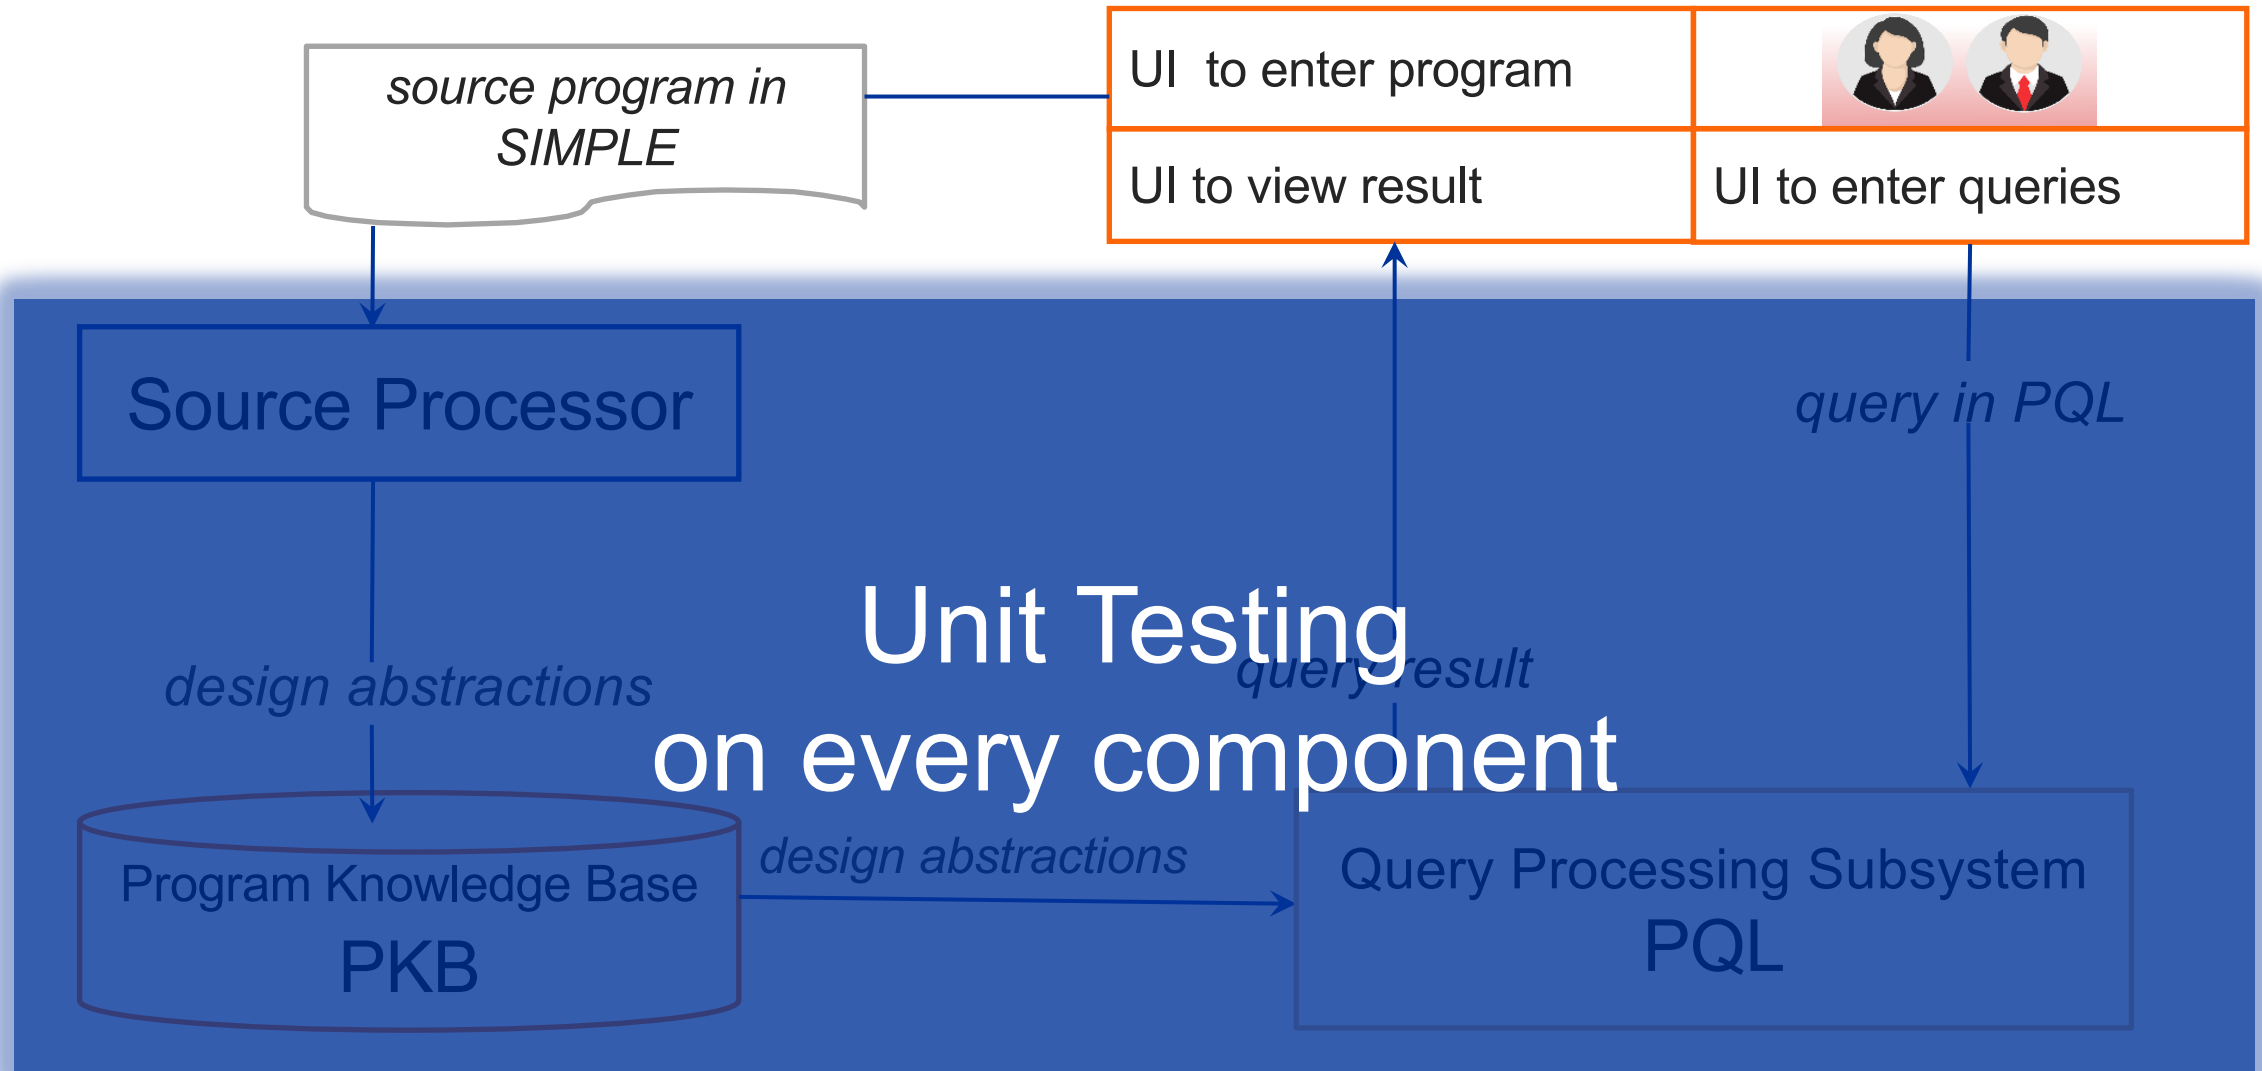 source program in
SIMPLE
UI  to enter program
UI to view result
UI to enter queries
Source Processor
query in PQL
Unit Testing
on every component
design abstractions
query result
design abstractions
Program Knowledge Base
PKB
Query Processing Subsystem
PQL